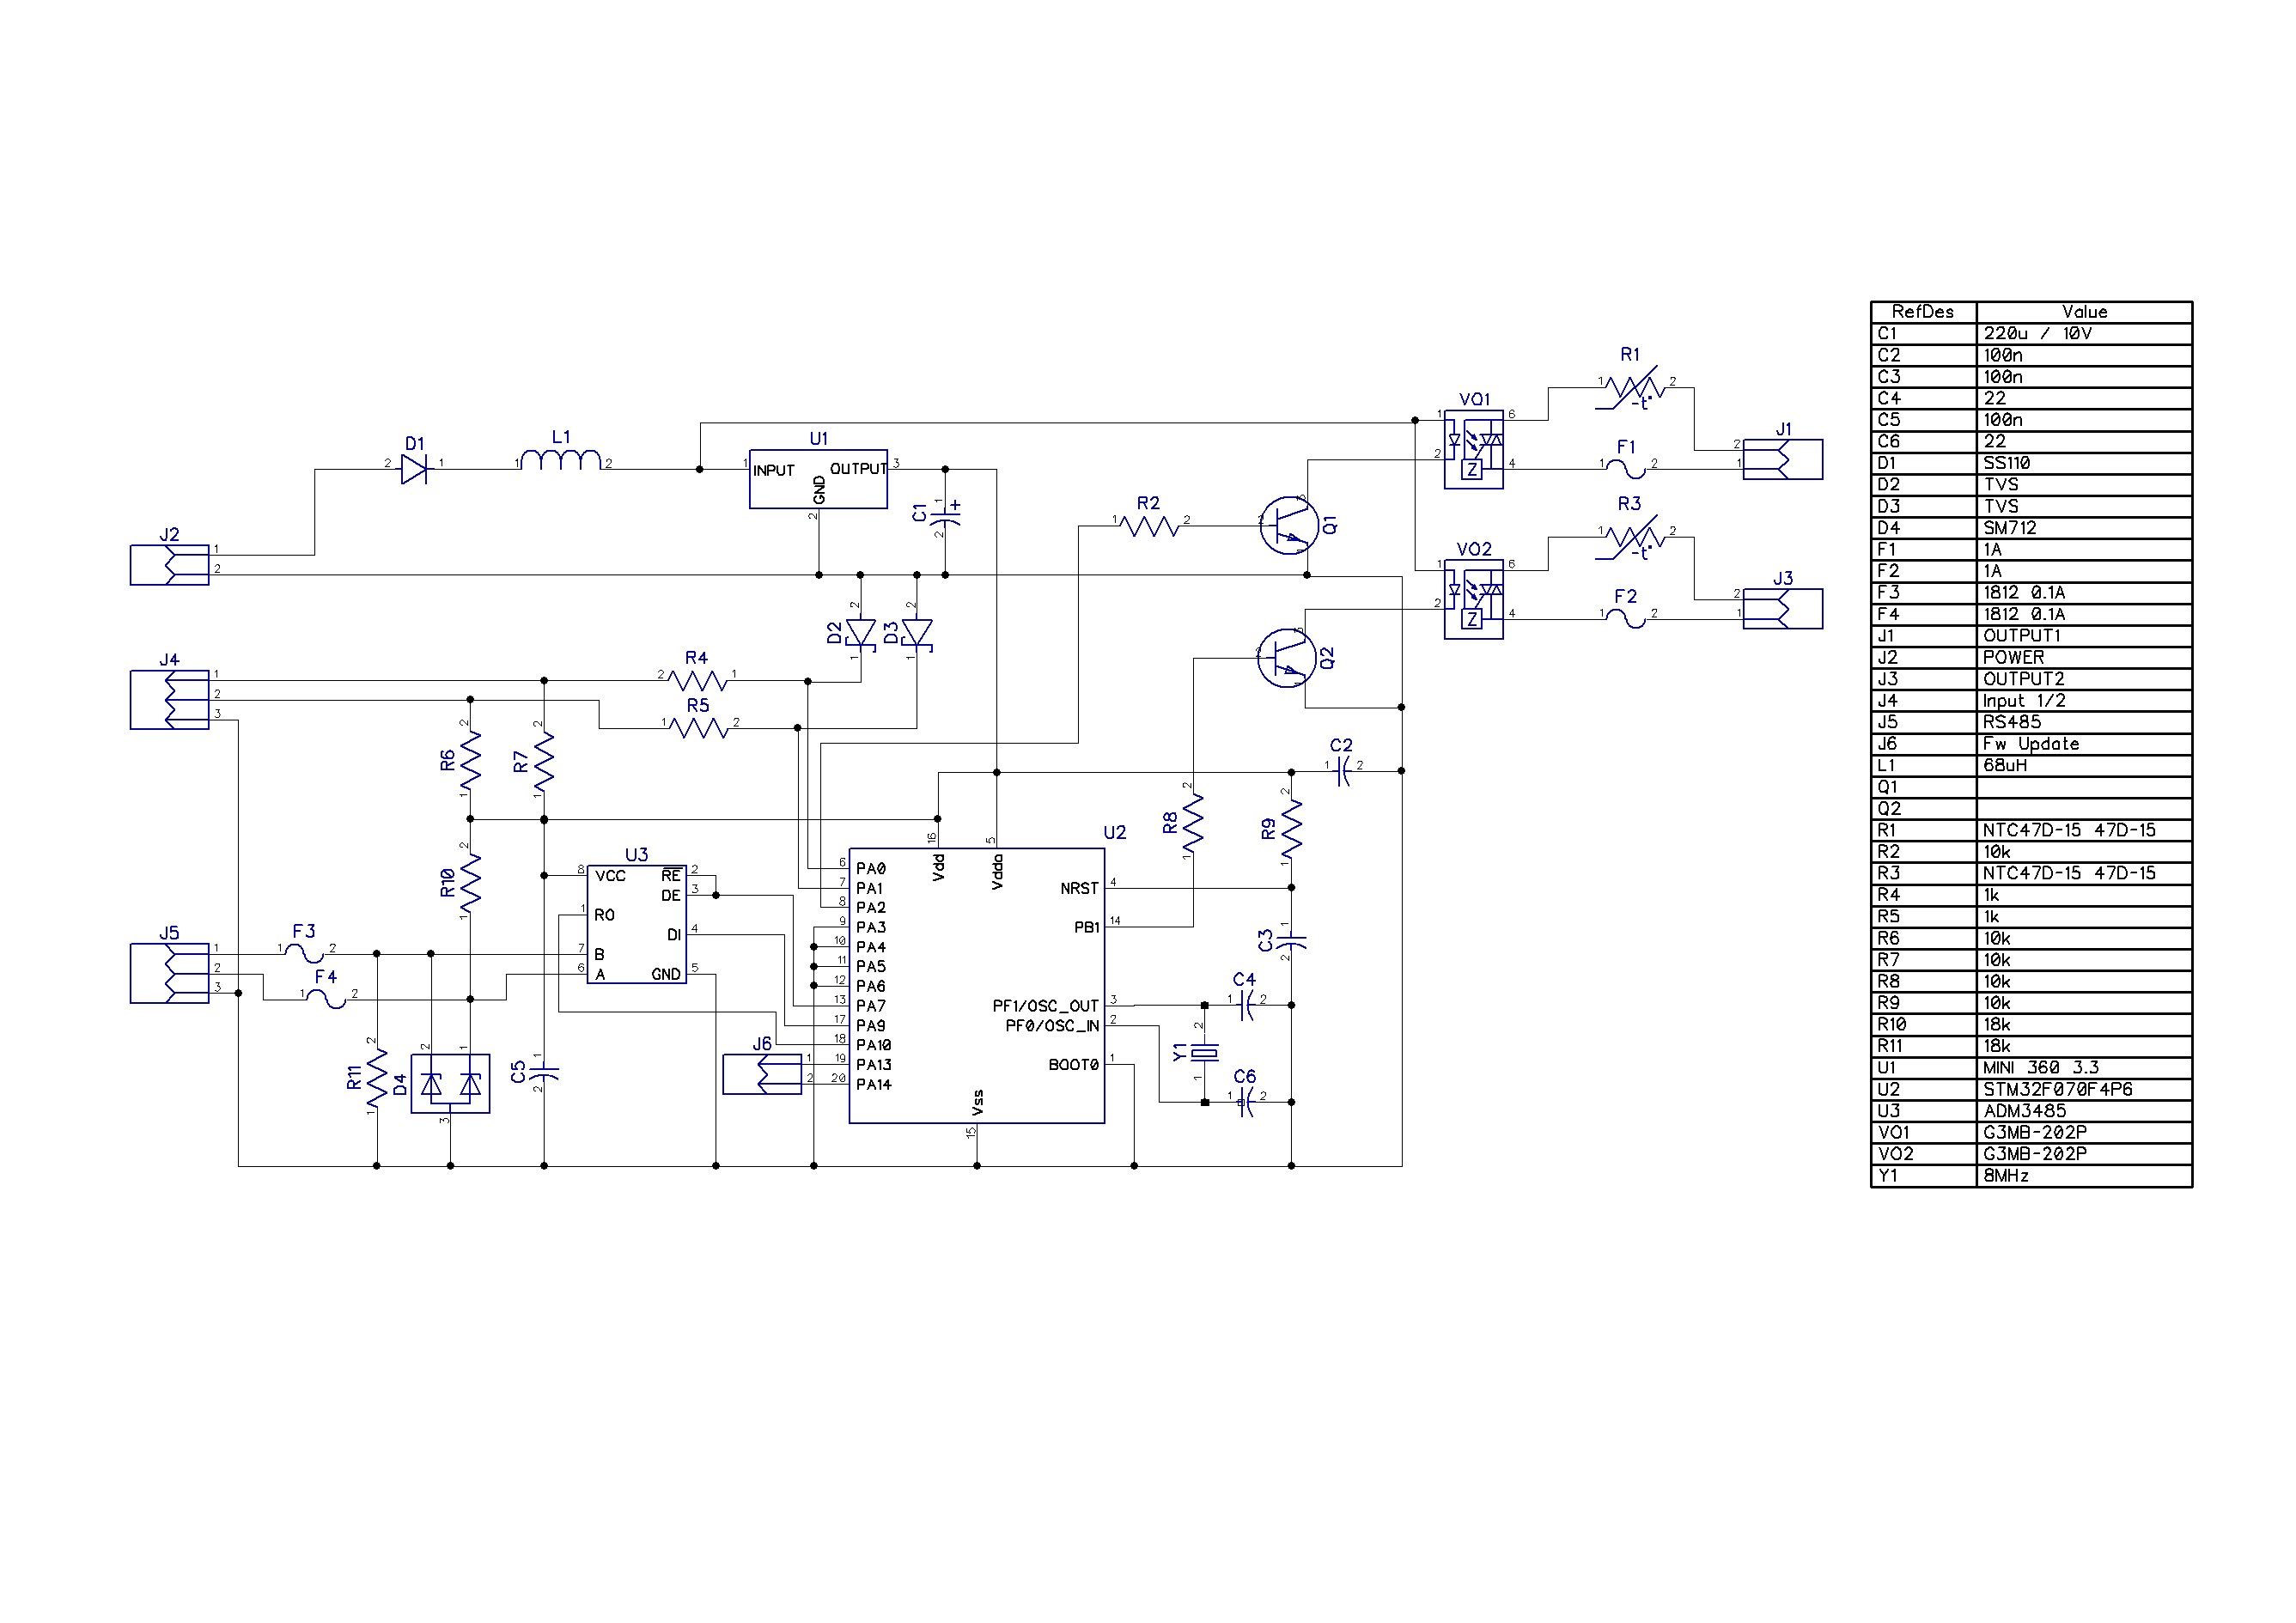 R1
1 2
-t°
VO1
1 6
2 4
Z
J1
2
1
F1
1 2
D1
2 1
L1
1 2
U1
1 INPUT OUTPUT 3
GND
2
C1
1 +
2
R2
1 2
Q1
2
3
1
R3
1 2
-t°
VO2
1 6
2 4
Z
J3
2
1
F2
1 2
J2
1
2
D2
2
1
D3
2
1
Q2
2
3
1
J4
1
2
3
R4
2 1
R5
1 2
R6
2
1
R7
2
1
C2
1 2
R8
2
1
R9
2
1
R10
2
1
U3
8 VCC RE 2
DE 3
1 RO
DI 4
7 B
6 A GND 5
U2
16 5
Vdd Vdda
6 PA0
7 PA1
8 PA2
9 PA3
10 PA4
11 PA5
12 PA6
13 PA7
17 PA9
18 PA10
19 PA13
20 PA14
NRST 4
PB1 14
PF1/OSC_OUT 3
PF0/OSC_IN 2
BOOT0 1
Vss
15
C3
1
2
C4
1 2
Y1
2
1
C6
1 2
J5
1
2
3
F3
1 2
F4
1 2
R11
2
1
D4
2 1
3
C5
1
2
J6
1
2
RefDes Value
C1 220u / 10V
C2 100n
C3 100n
C4 22
C5 100n
C6 22
D1 SS110
D2 TVS
D3 TVS
D4 SM712
F1 1A
F2 1A
F3 1812 0.1A
F4 1812 0.1A
J1 OUTPUT1
J2 POWER
J3 OUTPUT2
J4 Input 1/2
J5 RS485
J6 Fw Update
L1 68uH
Q1
Q2
R1 NTC47D-15 47D-15
R2 10k
R3 NTC47D-15 47D-15
R4 1k
R5 1k
R6 10k
R7 10k
R8 10k
R9 10k
R10 18k
R11 18k
U1 MINI 360 3.3
U2 STM32F070F4P6
U3 ADM3485
VO1 G3MB-202P
VO2 G3MB-202P
Y1 8MHz